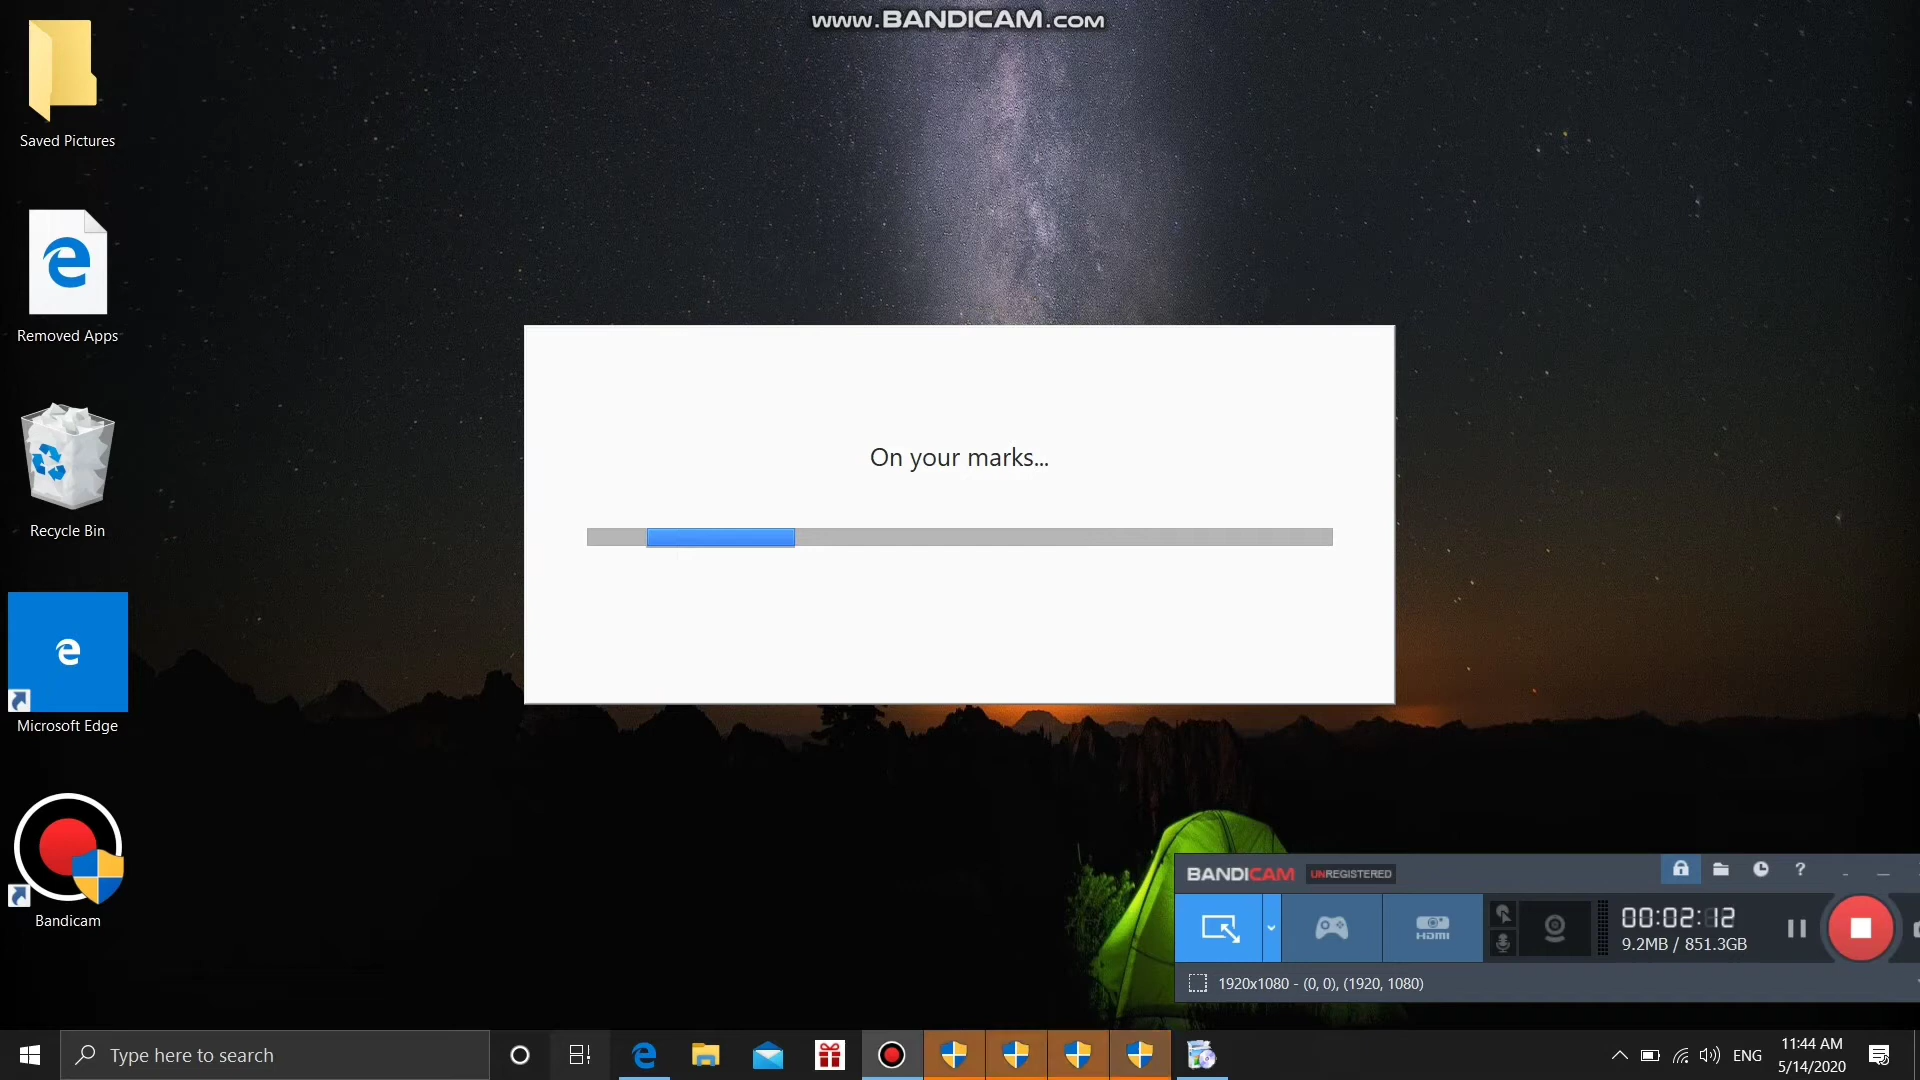 www.BANDICAM.com
Saved Pictures
Removed Apps
Recycle Bin
Microsoft Edge
Bandicam
On your marks...
BANDICAM UNREGISTERED
?
HDMI
00:02:12
9.2MB / 851.3GB
1920x1080 - (0, 0), (1920, 1080)
Type here to search
ENG
11:44 AM
5/14/2020